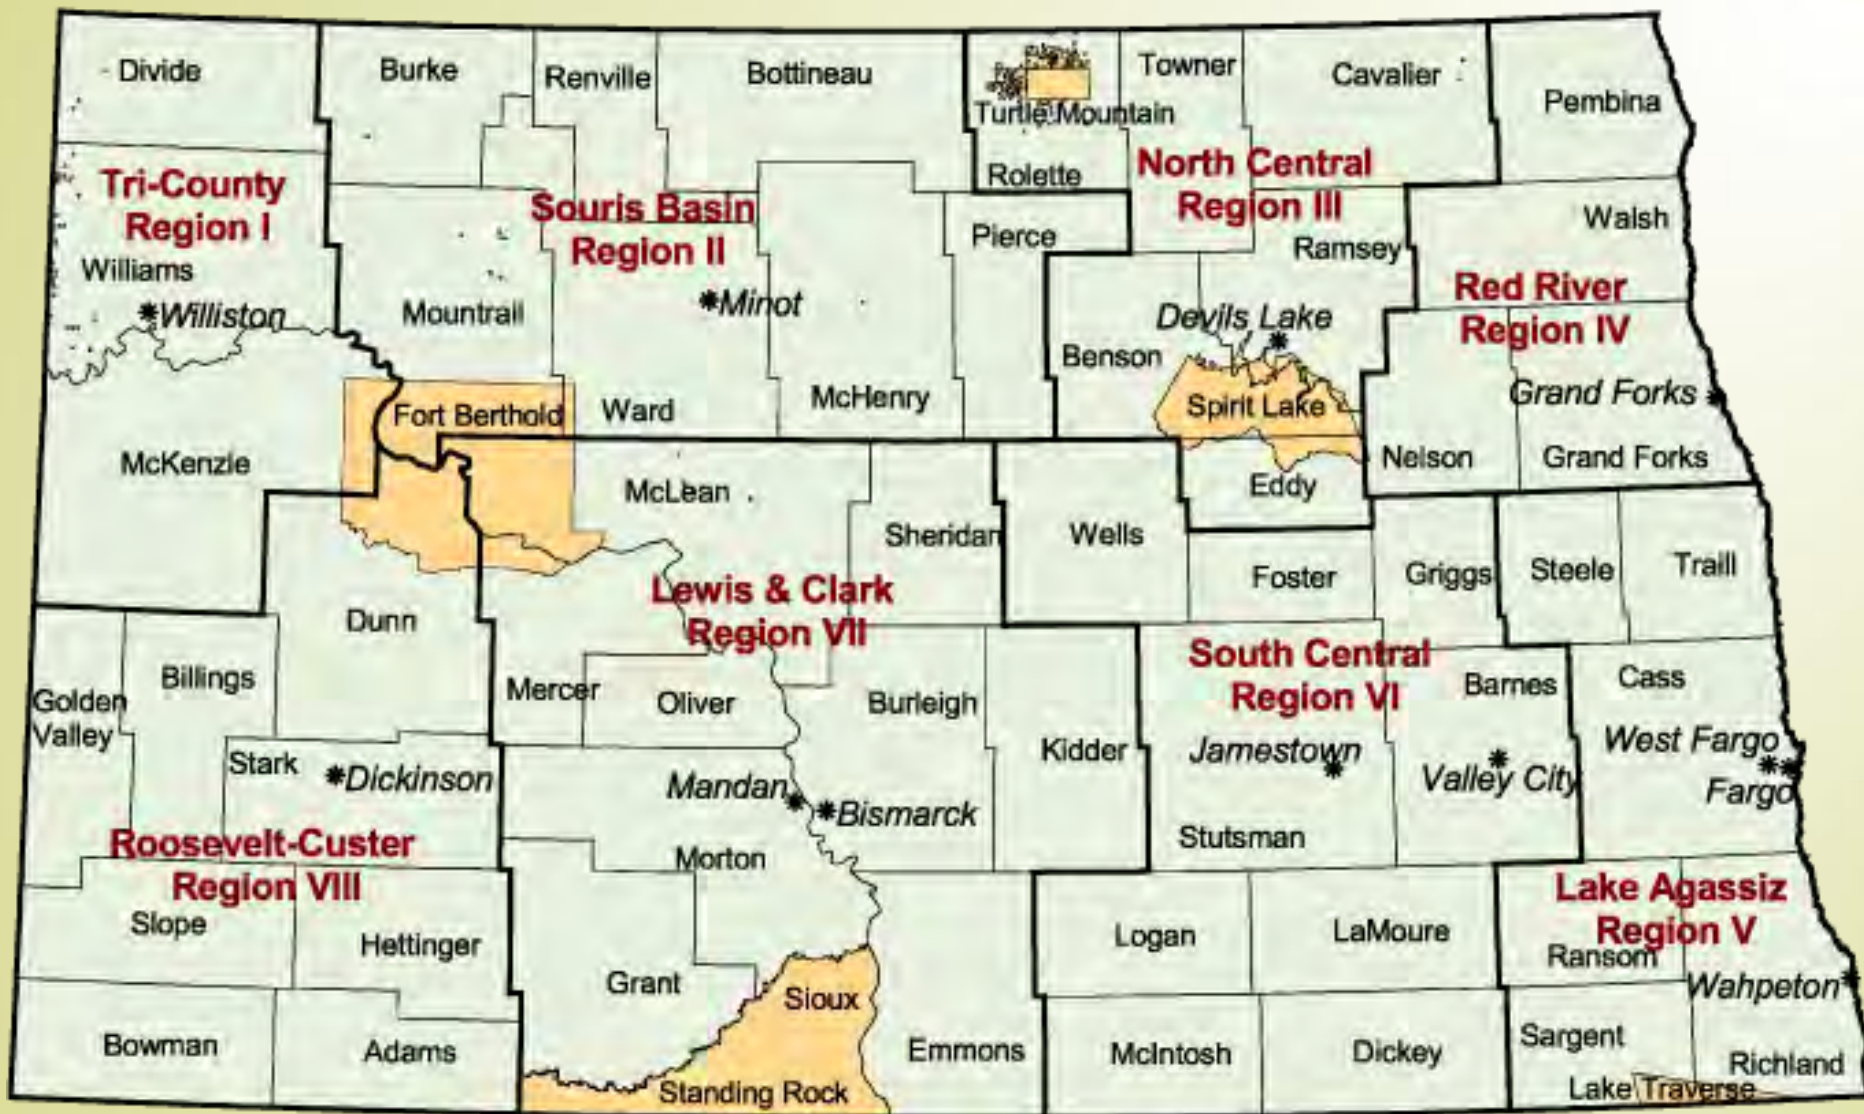 Divide
Burke
Renville
Bottineau
Towner
Cavalier
Pembina
Turtle Mountain
Rolette
Tri-County
Region I
Souris Basin
Region II
North Central
Region III
Walsh
Pierce
Ramsey
Williams
*Williston
Mountrail
*Minot
Devils Lake
*
Red River
Region IV
Benson
Grand Forks *
Fort Berthold
Ward
McHenry
Spirit Lake
McKenzie
Nelson
Grand Forks
McLean
Eddy
Sheridan
Wells
Foster
Griggs
Steele
Traill
Lewis & Clark
Region VII
Dunn
Billings
Golden
Valley
Mercer
Oliver
Burleigh
Kidder
South Central
Region VI
Barnes
Cass
Stark
*Dickinson
Mandan *
*Bismarck
Jamestown
*
*
Valley City
West Fargo
* *
Fargo
Roosevelt-Custer
Region VIII
Morton
Stutsman
Lake Agassiz
Region V
Slope
Hettinger
Logan
LaMoure
Ransom
Grant
Sioux
Wahpeton *
Bowman
Adams
Emmons
McIntosh
Dickey
Sargent
Richland
Standing Rock
Lake Traverse